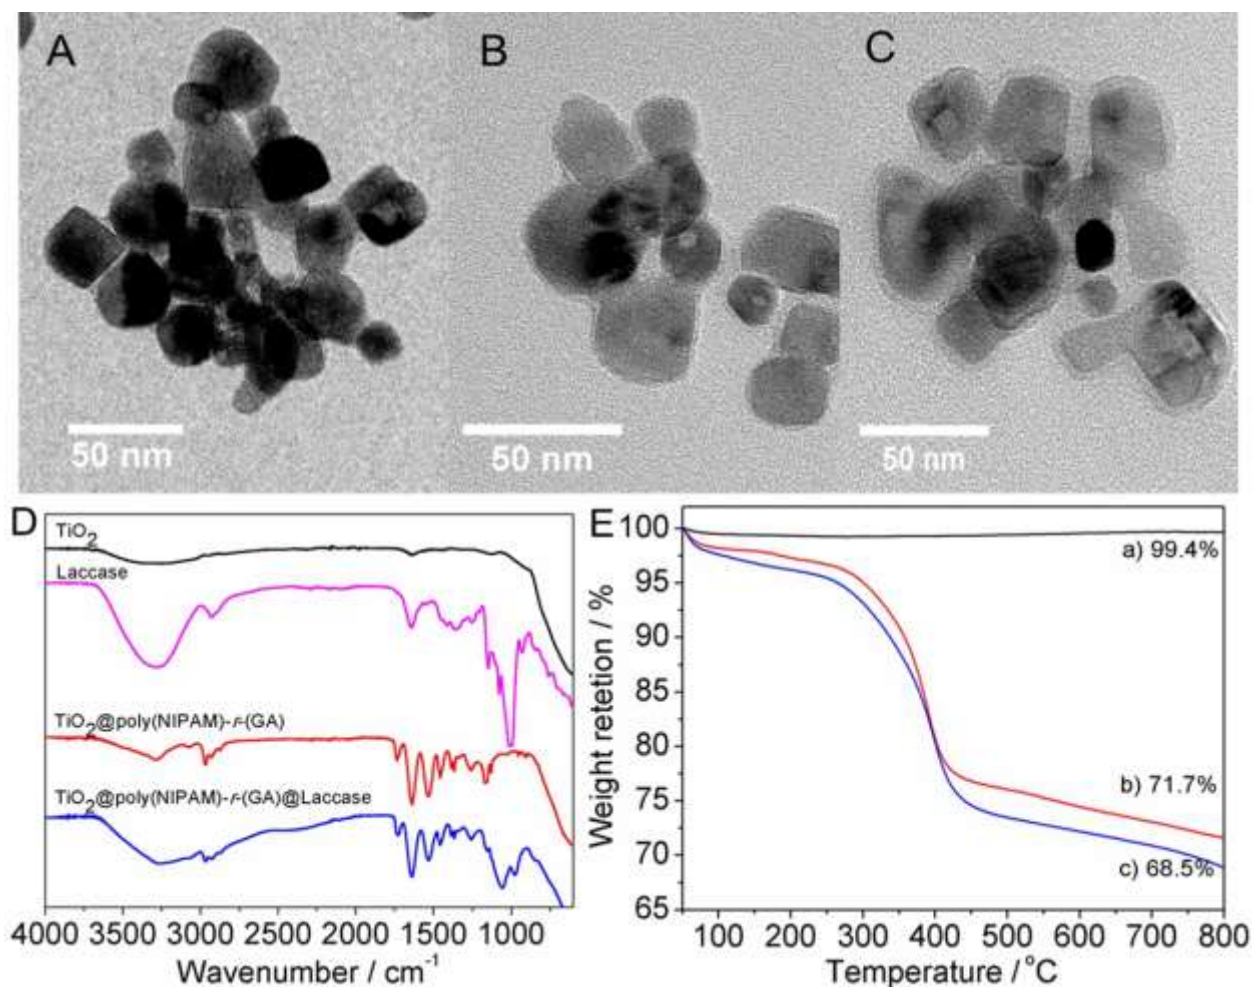 A
B
C
50 nm
50 nm
50 nm
D
TiO2
Laccase
TiO2@poly(NIPAM)-r-(GA)
TiO2@poly(NIPAM)-r-(GA)@Laccase
4000 3500 3000 2500 2000 1500 1000
Wavenumber / cm-1
E
100
95
90
85
80
75
70
65
Weight retetion / %
a) 99.4%
b) 71.7%
c) 68.5%
100 200 300 400 500 600 700 800
Temperature / oC